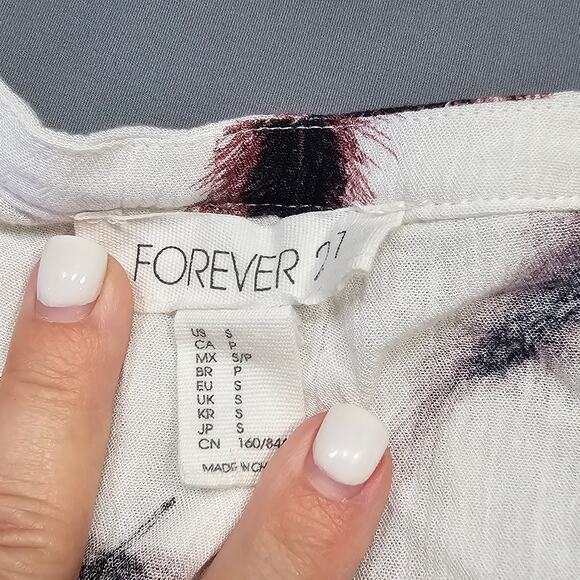 FOREVER 21
US S
CA P
MX S/P
BR P
EU S
UK S
KR S
JP S
CN 160/84
MADE IN